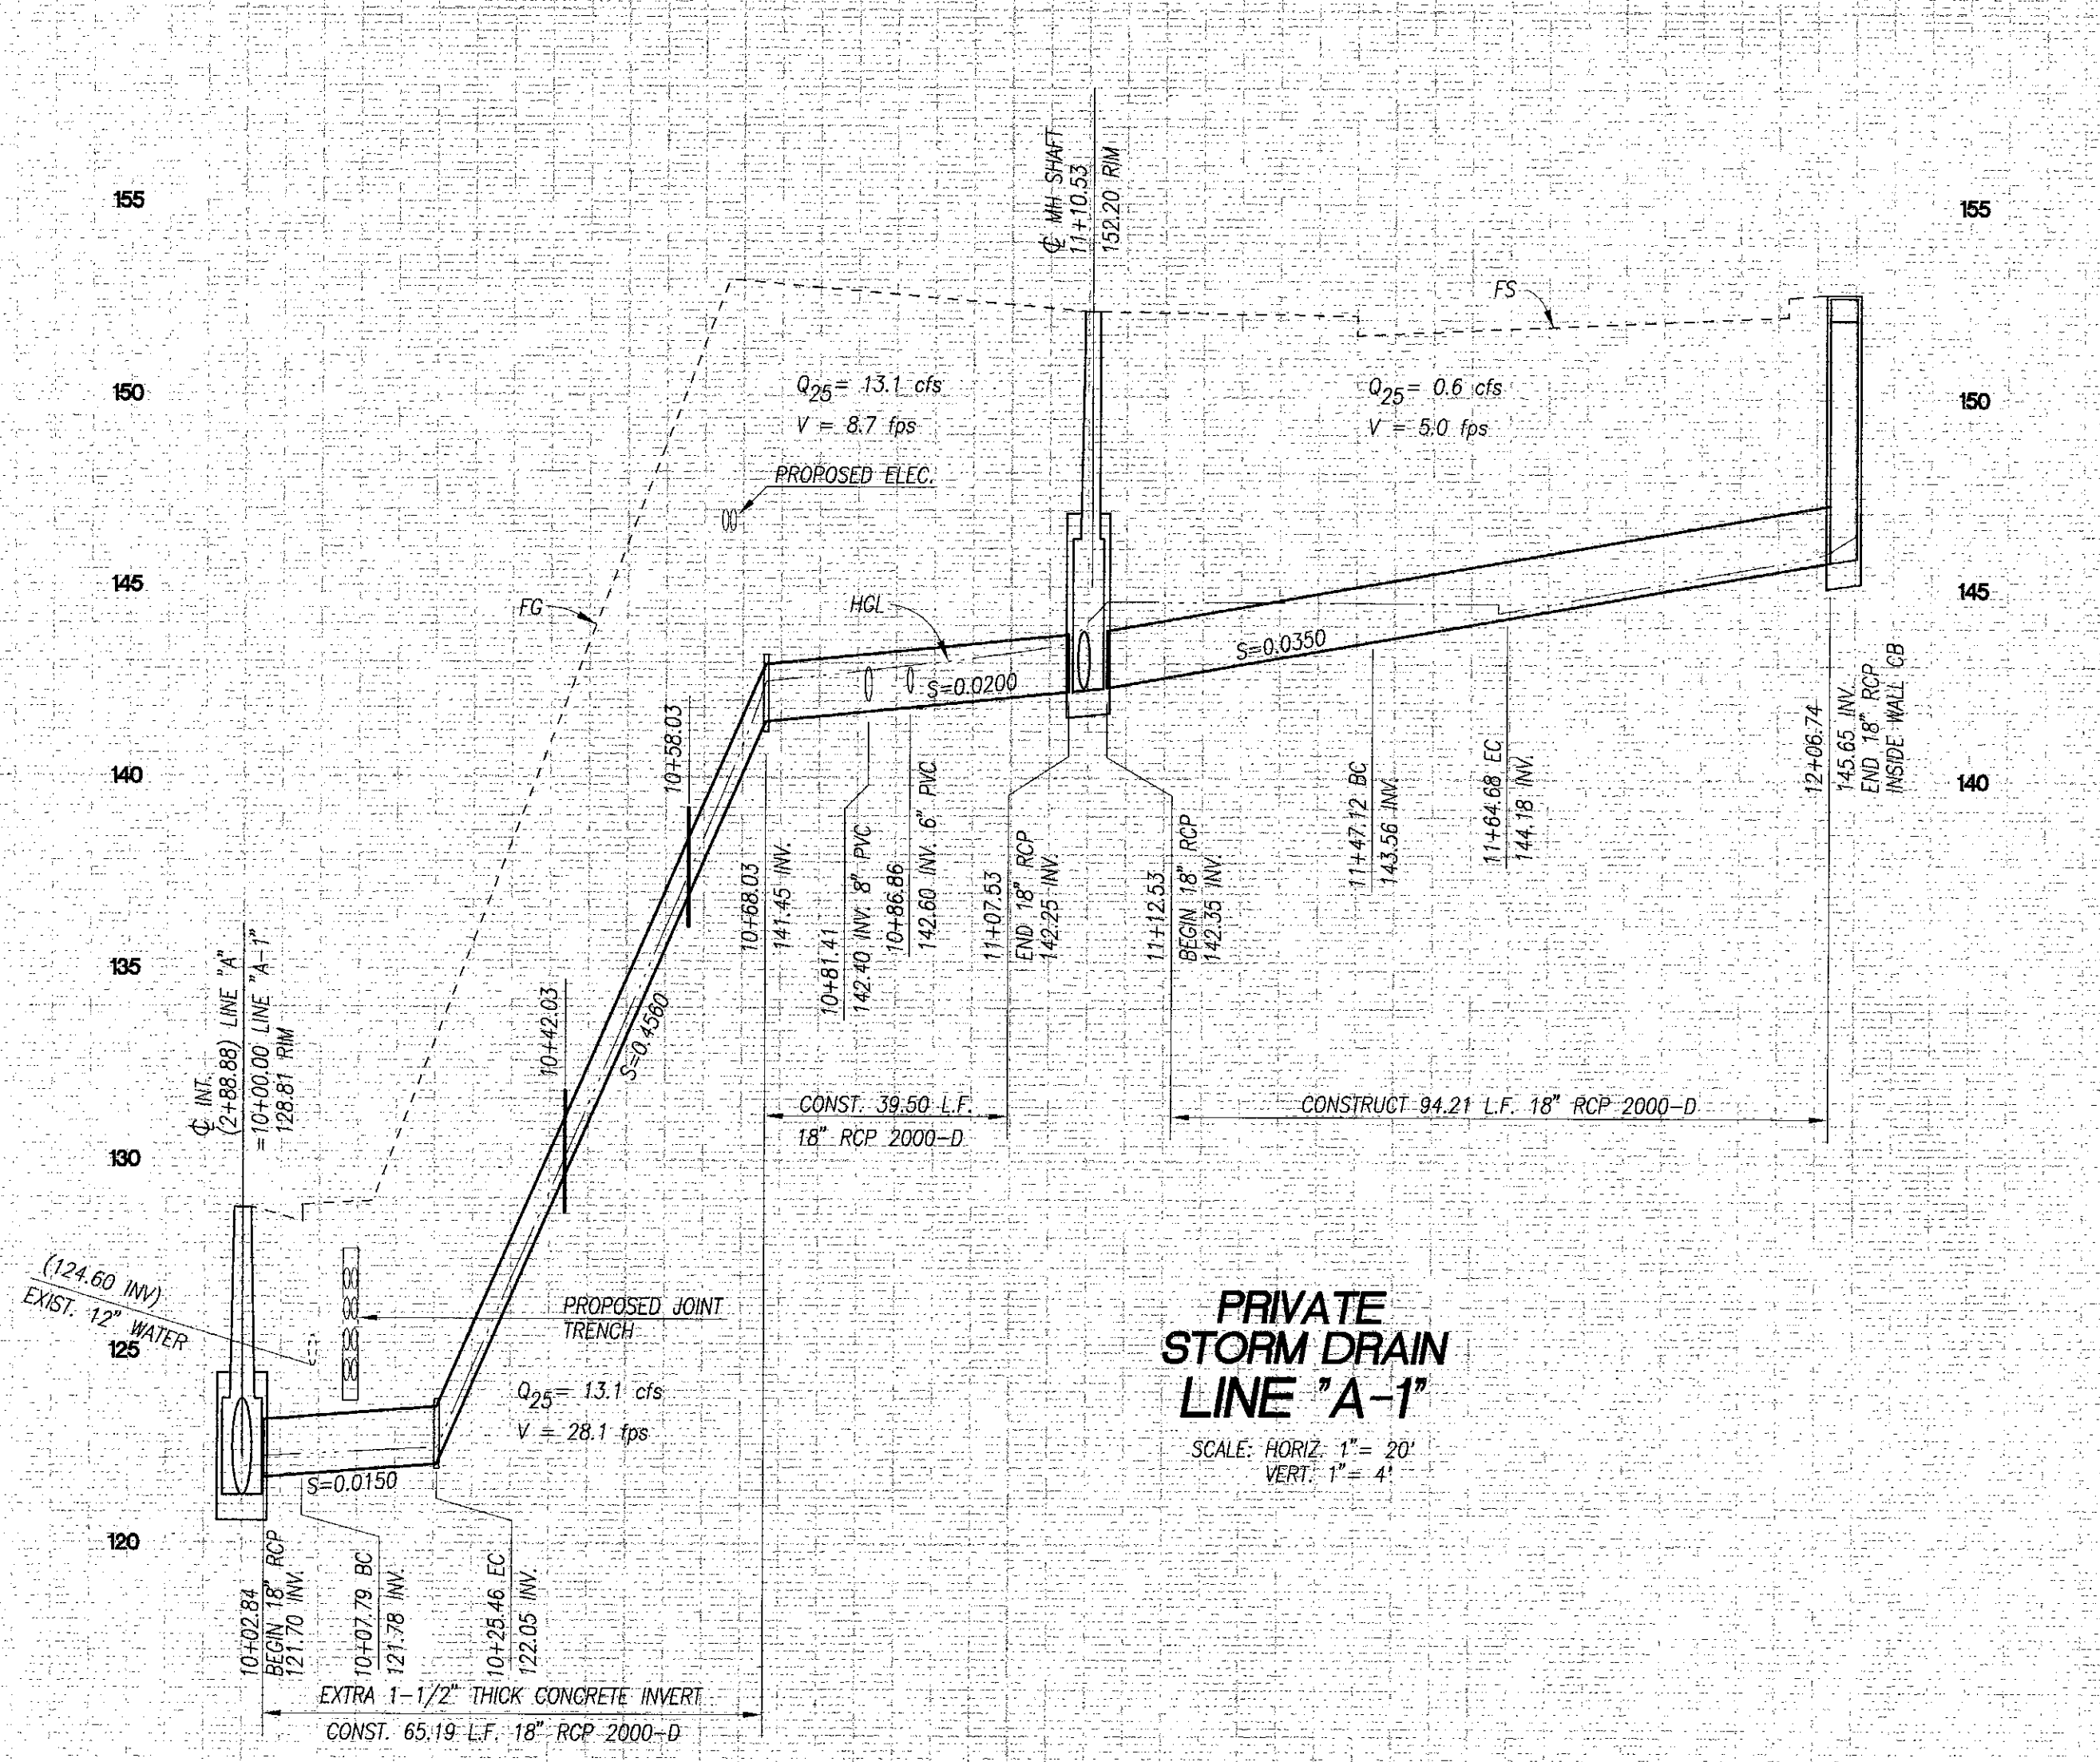 155
150
145
140
135
130
125
120
155
150
145
140
℄ MH SHAFT
11+10.53
152.20 RIM
FS
Q25= 13.1 cfs
V = 8.7 fps
Q25= 0.6 cfs
V = 5.0 fps
PROPOSED ELEC.
FG
HGL
S=0.0200
S=0.0350
10+58.03
10+42.03
S=0.4560
10+68.03
141.45 INV.
10+81.41
142.40 INV. 8" PVC
10+86.86
142.60 INV. 6" PVC
11+07.53
END 18" RCP
142.25 INV.
11+12.53
BEGIN 18" RCP
142.35 INV.
11+47.12 BC
143.56 INV.
11+64.68 EC
144.18 INV.
12+06.74
145.65 INV.
END 18" RCP
INSIDE WALL CB
℄ INT.
(2+88.88) LINE "A"
=10+00.00 LINE "A-1"
128.81 RIM
CONST. 39.50 L.F.
18" RCP 2000-D
CONSTRUCT 94.21 L.F. 18" RCP 2000-D
(124.60 INV)
EXIST. 12" WATER
PROPOSED JOINT
TRENCH
Q25= 13.1 cfs
V = 28.1 fps
S=0.0150
10+02.84
BEGIN 18" RCP
121.70 INV.
10+07.79 BC
121.78 INV.
10+25.46 EC
122.05 INV.
EXTRA 1-1/2" THICK CONCRETE INVERT
CONST. 65.19 L.F. 18" RCP 2000-D
PRIVATE
STORM DRAIN
LINE "A-1"
SCALE: HORIZ. 1"= 20'
VERT. 1"= 4'